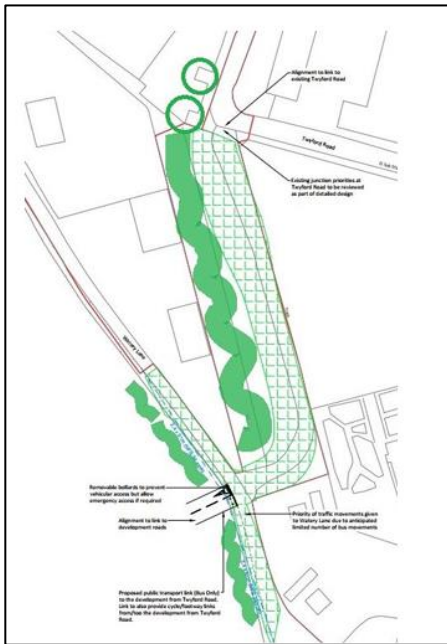 Alignment to link to
existing Twyford Road
Twyford Road
Existing junction priorities at
Twyford Road to be reviewed
as part of detailed design
Watery Lane
Removable bollards to prevent
vehicular access but allow
emergency access if required
Alignment to link to
development roads
Priority of traffic movements given
to Watery Lane due to anticipated
limited number of bus movements
Proposed public transport link (Bus Only)
to the development from Twyford Road.
Link to also provide cycle/footway links
from/too the development from Twyford
Road.